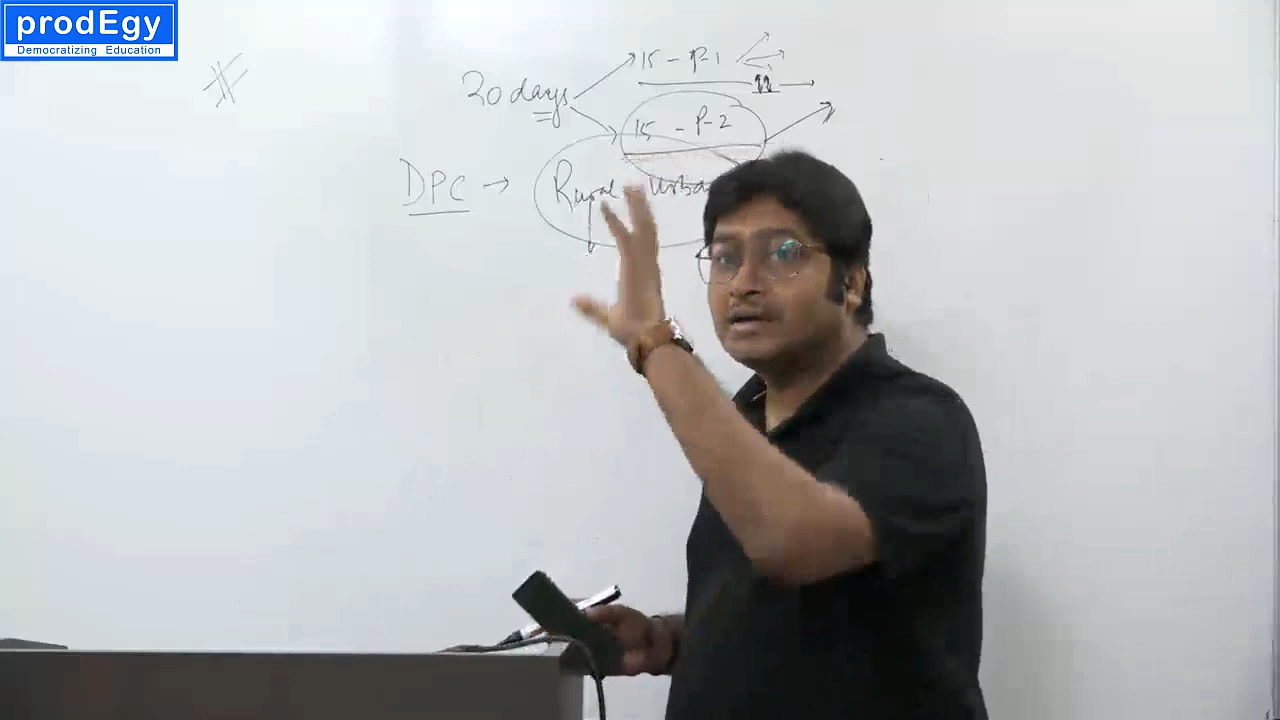 prodEgy
Democratizing Education
15 - P-1
30 days
15 - P-2
DPC → Rural